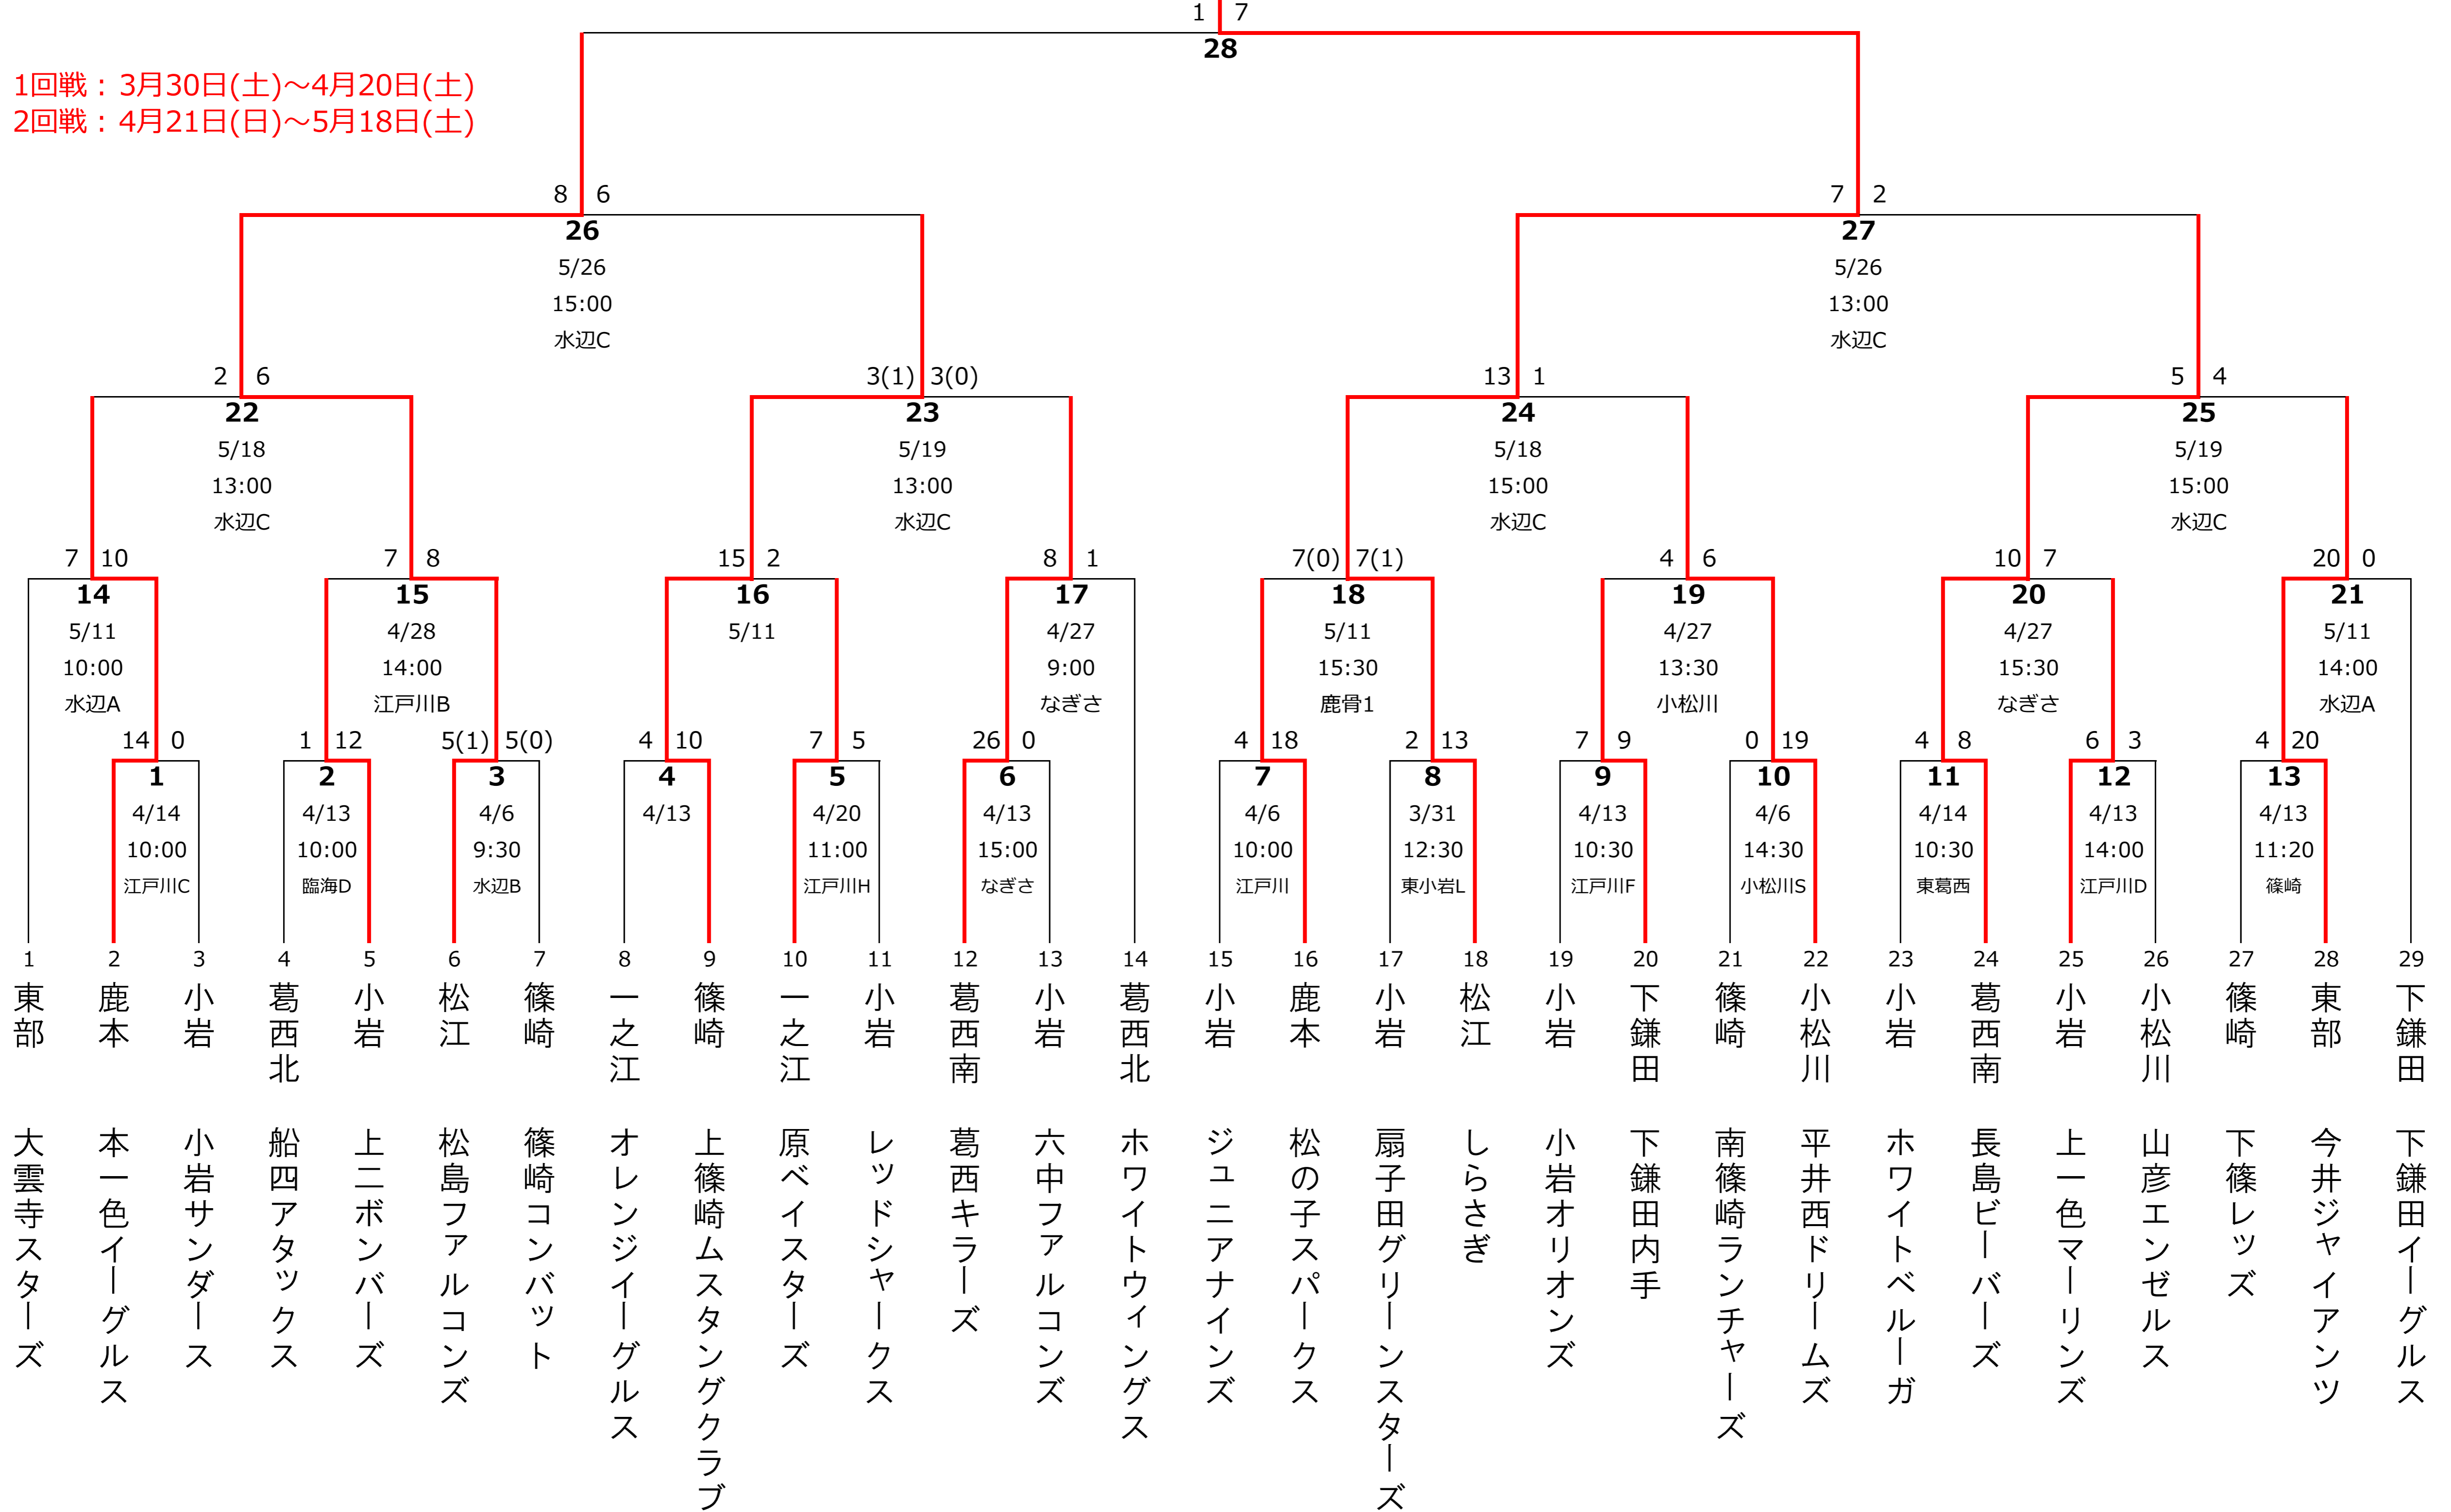 1 7
28
1回戦：3月30日(土)～4月20日(土)
2回戦：4月21日(日)～5月18日(土)
8 6 7 2
26 27
5/26 5/26
15:00 13:00
水辺C 水辺C
2 6 3(1) 3(0) 13 1 5 4
22 23 24 25
5/18 5/19 5/18 5/19
13:00 13:00 15:00 15:00
水辺C 水辺C 水辺C 水辺C
7 10 7 8 15 2 8 1 7(0) 7(1) 4 6 10 7 20 0
14 15 16 17 18 19 20 21
5/11 4/28 5/11 4/27 5/11 4/27 4/27 5/11
10:00 14:00 9:00 15:30 13:30 15:30 14:00
水辺A 江戸川B なぎさ 鹿骨1 小松川 なぎさ 水辺A
14 0 1 12 5(1) 5(0) 4 10 7 5 26 0 4 18 2 13 7 9 0 19 4 8 6 3 4 20
1 2 3 4 5 6 7 8 9 10 11 12 13
4/14 4/13 4/6 4/13 4/20 4/13 4/6 3/31 4/13 4/6 4/14 4/13 4/13
10:00 10:00 9:30 11:00 15:00 10:00 12:30 10:30 14:30 10:30 14:00 11:20
江戸川C 臨海D 水辺B 江戸川H なぎさ 江戸川 東小岩L 江戸川F 小松川S 東葛西 江戸川D 篠崎
1 東部 大雲寺スターズ
2 鹿本 本一色イーグルス
3 小岩 小岩サンダース
4 葛西北 船四アタックス
5 小岩 上二ボンバーズ
6 松江 松島ファルコンズ
7 篠崎 篠崎コンバット
8 一之江 オレンジイーグルス
9 篠崎 上篠崎ムスタングクラブ
10 一之江 原ベイスターズ
11 小岩 レッドシャークス
12 葛西南 葛西キラーズ
13 小岩 六中ファルコンズ
14 葛西北 ホワイトウィングス
15 小岩 ジュニアナインズ
16 鹿本 松の子スパークス
17 小岩 扇子田グリーンスターズ
18 松江 しらさぎ
19 小岩 小岩オリオンズ
20 下鎌田 下鎌田内手
21 篠崎 南篠崎ランチャーズ
22 小松川 平井西ドリームズ
23 小岩 ホワイトベルーガ
24 葛西南 長島ビーバーズ
25 小岩 上一色マーリンズ
26 小松川 山彦エンゼルス
27 篠崎 下篠レッズ
28 東部 今井ジャイアンツ
29 下鎌田 下鎌田イーグルス